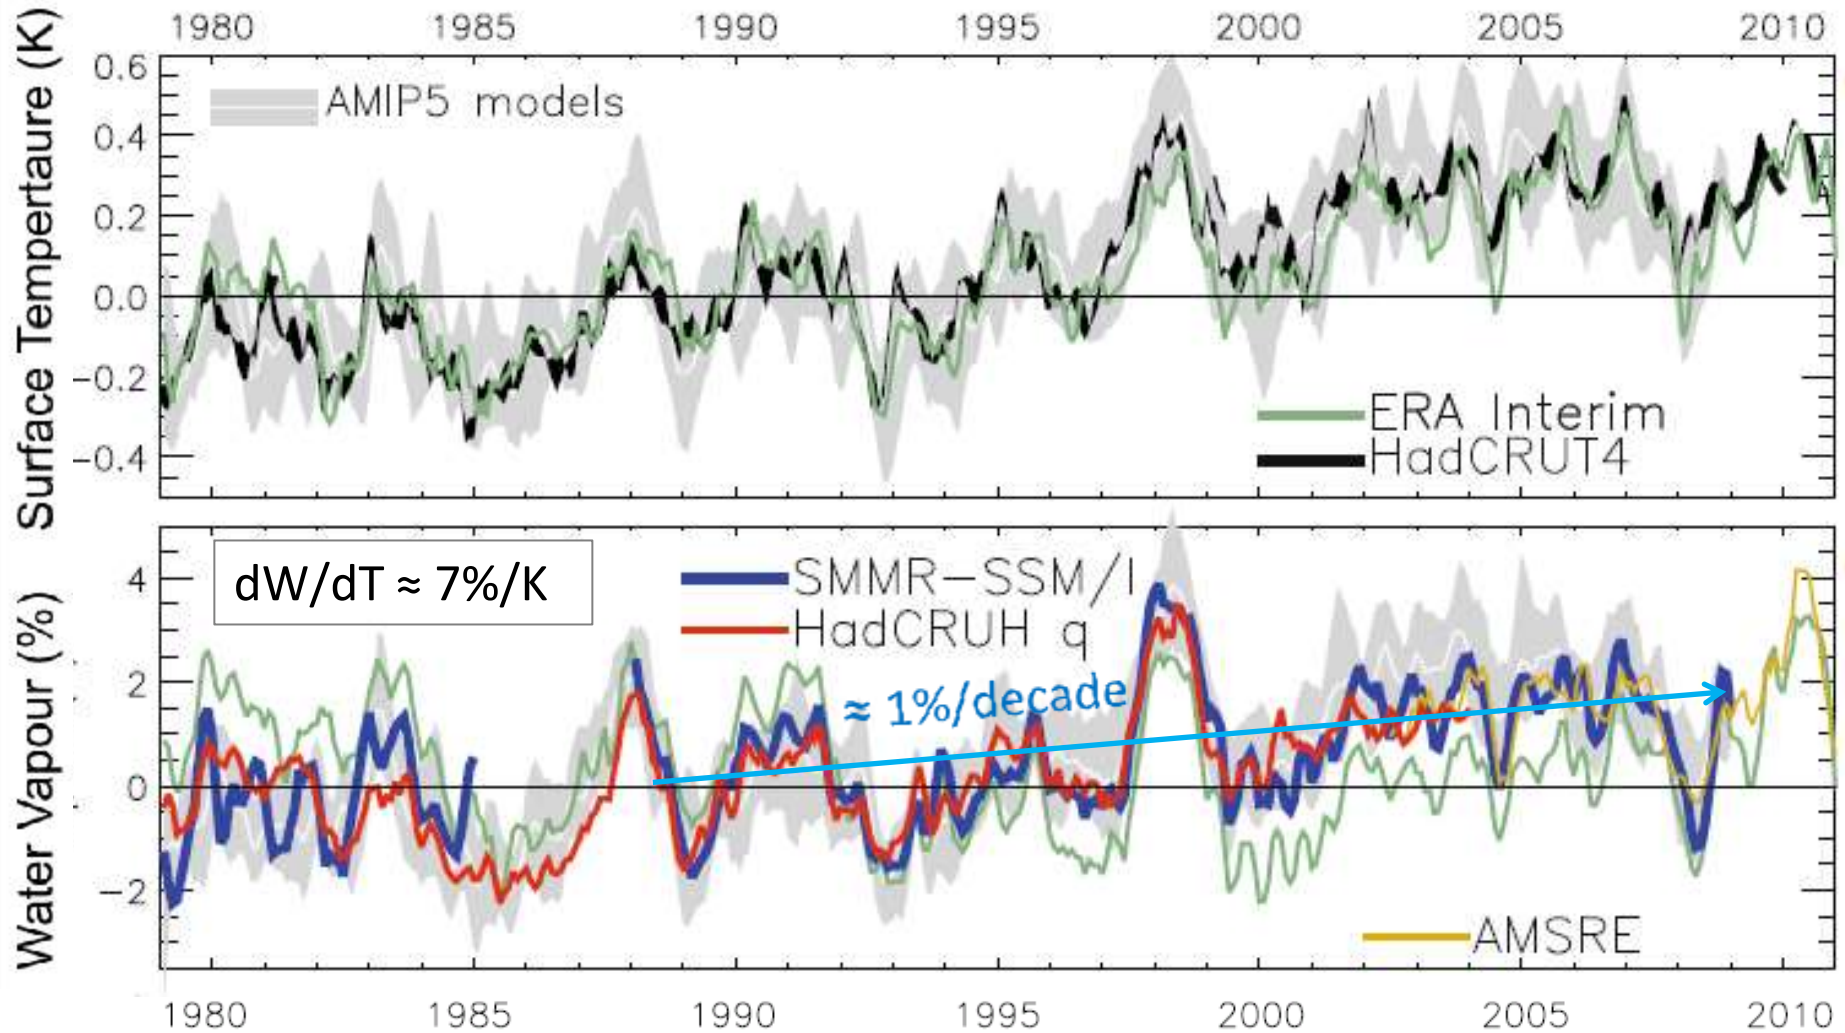 1980 1985 1990 1995 2000 2005 2010
Surface Tempertaure (K)
0.6
0.4
0.2
0.0
−0.2
−0.4
AMIP5 models
ERA Interim
HadCRUT4
Water Vapour (%)
4
2
0
−2
dW/dT ≈ 7%/K
SMMR−SSM/I
HadCRUH q
≈ 1%/decade
AMSRE
1980 1985 1990 1995 2000 2005 2010